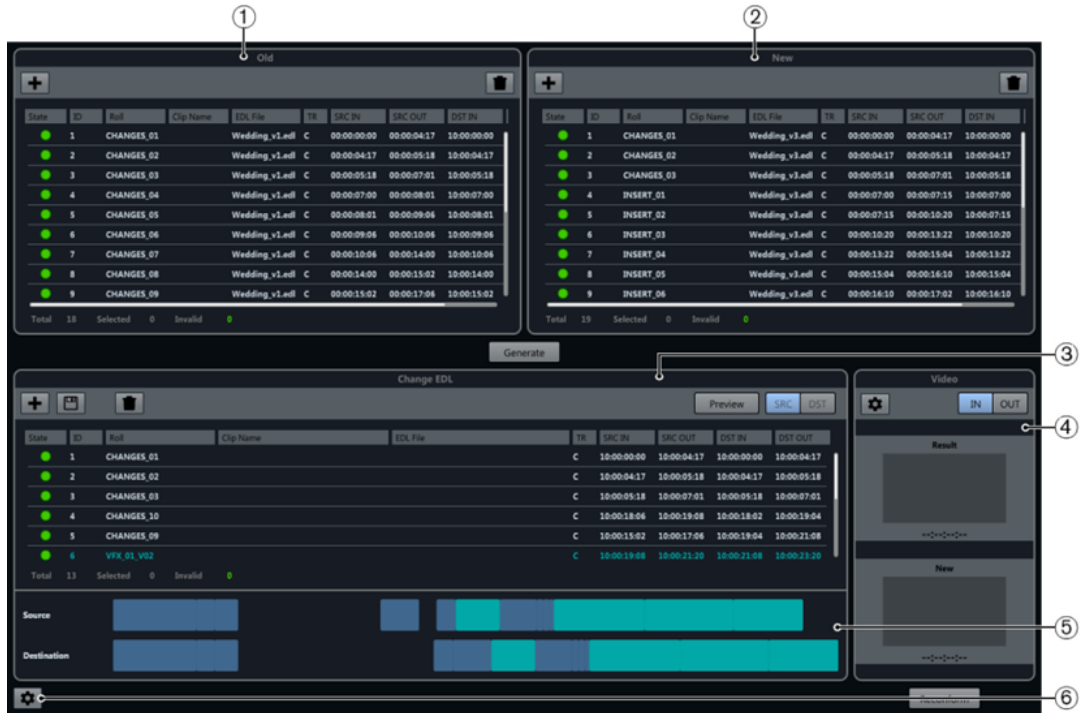 ① ②
Old New
State ID Roll Clip Name EDL File TR SRC IN SRC OUT DST IN State ID Roll Clip Name EDL File TR SRC IN SRC OUT DST IN
1 CHANGES_01 Wedding_v1.edl C 00:00:00:00 00:00:04:17 10:00:00:00 1 CHANGES_01 Wedding_v3.edl C 00:00:00:00 00:00:04:17 10:00:00:00
2 CHANGES_02 Wedding_v1.edl C 00:00:04:17 00:00:05:18 10:00:04:17 2 CHANGES_02 Wedding_v3.edl C 00:00:04:17 00:00:05:18 10:00:04:17
3 CHANGES_03 Wedding_v1.edl C 00:00:05:18 00:00:07:01 10:00:05:18 3 CHANGES_03 Wedding_v3.edl C 00:00:05:18 00:00:07:01 10:00:05:18
4 CHANGES_04 Wedding_v1.edl C 00:00:07:00 00:00:08:01 10:00:07:00 4 INSERT_01 Wedding_v3.edl C 00:00:07:00 00:00:07:15 10:00:07:00
5 CHANGES_05 Wedding_v1.edl C 00:00:08:01 00:00:09:06 10:00:08:01 5 INSERT_02 Wedding_v3.edl C 00:00:07:15 00:00:10:20 10:00:07:15
6 CHANGES_06 Wedding_v1.edl C 00:00:09:06 00:00:10:06 10:00:09:06 6 INSERT_03 Wedding_v3.edl C 00:00:10:20 00:00:13:22 10:00:10:20
7 CHANGES_07 Wedding_v1.edl C 00:00:10:06 00:00:14:00 10:00:10:06 7 INSERT_04 Wedding_v3.edl C 00:00:13:22 00:00:15:04 10:00:13:22
8 CHANGES_08 Wedding_v1.edl C 00:00:14:00 00:00:15:02 10:00:14:00 8 INSERT_05 Wedding_v3.edl C 00:00:15:04 00:00:16:10 10:00:15:04
9 CHANGES_09 Wedding_v1.edl C 00:00:15:02 00:00:17:06 10:00:15:02 9 INSERT_06 Wedding_v3.edl C 00:00:16:10 00:00:17:02 10:00:16:10
Total 18 Selected 0 Invalid 0 Total 19 Selected 0 Invalid 0
Generate
③
Change EDL Video
Preview SRC DST IN OUT
④
State ID Roll Clip Name EDL File TR SRC IN SRC OUT DST IN DST OUT
Result
1 CHANGES_01 C 10:00:00:00 10:00:04:17 10:00:00:00 10:00:04:17
2 CHANGES_02 C 10:00:04:17 10:00:05:18 10:00:04:17 10:00:05:18
3 CHANGES_03 C 10:00:05:18 10:00:07:01 10:00:05:18 10:00:07:01
4 CHANGES_10 C 10:00:18:06 10:00:19:08 10:00:18:02 10:00:19:04
5 CHANGES_09 C 10:00:15:02 10:00:17:06 10:00:19:04 10:00:21:08
--:--:--:--
6 VFX_01_V02 C 10:00:19:08 10:00:21:20 10:00:21:08 10:00:23:20
Total 13 Selected 0 Invalid 0
New
Source
⑤
Destination
--:--:--:--
Reconform
⑥